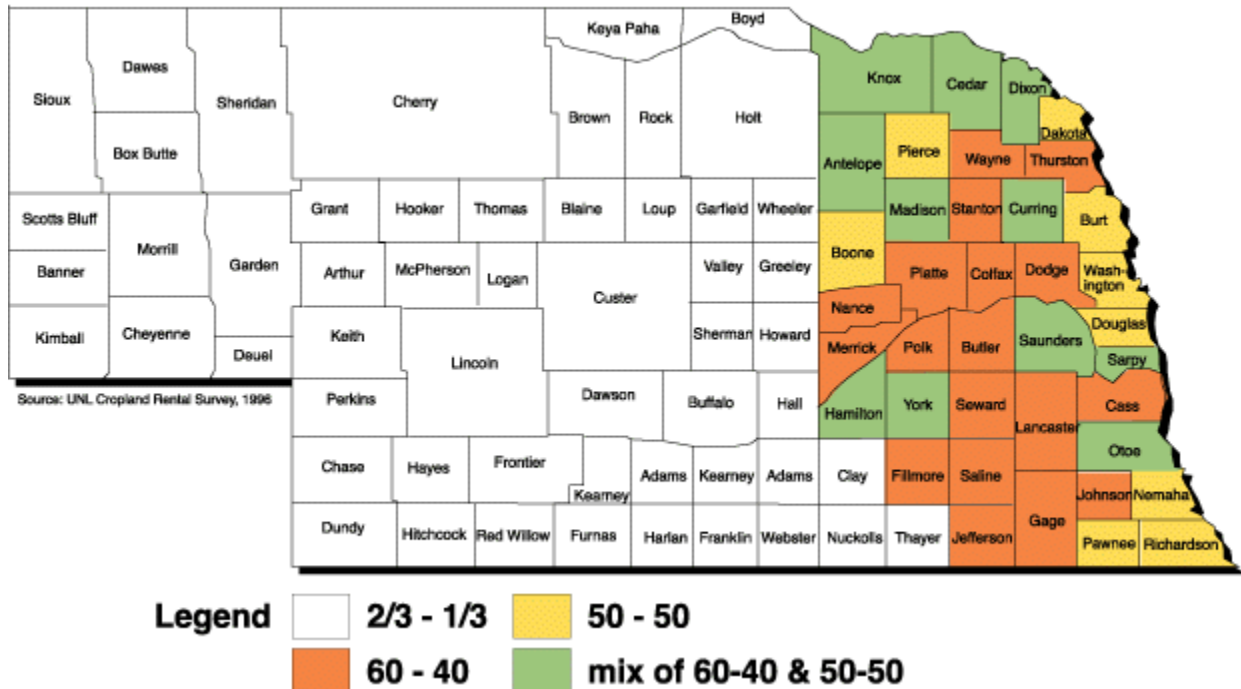 Keya Paha
Boyd
Dawes
Sioux
Sheridan
Cherry
Knox
Cedar
Dixon
Brown
Rock
Holt
Dakota
Box Butte
Antelope
Pierce
Wayne
Thurston
Scotts Bluff
Grant
Hooker
Thomas
Blaine
Loup
Garfield
Wheeler
Madison
Stanton
Curring
Burt
Morrill
Boone
Banner
Garden
Arthur
McPherson
Logan
Custer
Valley
Greeley
Platte
Colfax
Dodge
Wash-
ington
Nance
Kimball
Cheyenne
Deuel
Keith
Lincoln
Sherman
Howard
Merrick
Polk
Butler
Saunders
Douglas
Sarpy
Source: UNL Cropland Rental Survey, 1996
Perkins
Dawson
Buffalo
Hall
Hamilton
York
Seward
Lancaster
Cass
Otoe
Chase
Hayes
Frontier
Kearney
Adams
Kearney
Adams
Clay
Fillmore
Saline
Johnson
Nemaha
Dundy
Hitchcock
Red Willow
Furnas
Harlan
Franklin
Webster
Nuckolls
Thayer
Jefferson
Gage
Pawnee
Richardson
Legend
2/3 - 1/3
50 - 50
60 - 40
mix of 60-40 & 50-50